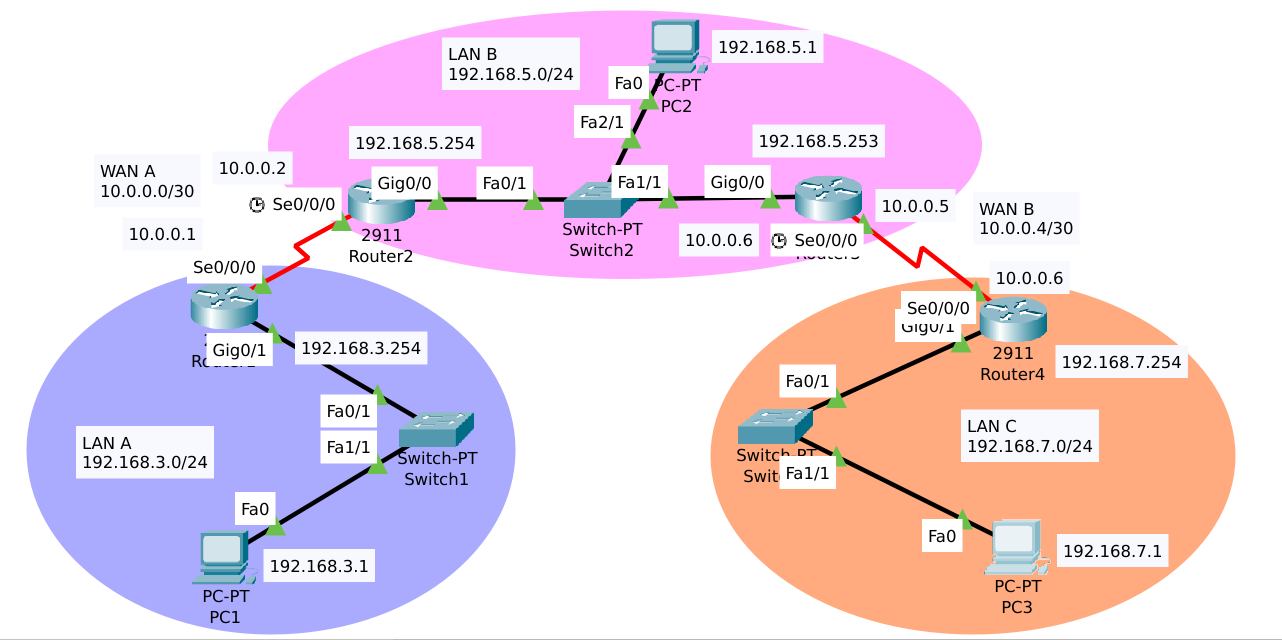 LAN B
192.168.5.0/24
192.168.5.1
Fa0
PC-PT
PC2
Fa2/1
192.168.5.254
192.168.5.253
WAN A
10.0.0.0/30
10.0.0.2
Gig0/0
Fa0/1
Fa1/1
Gig0/0
Se0/0/0
10.0.0.5
WAN B
10.0.0.4/30
10.0.0.1
2911
Router2
Switch-PT
Switch2
10.0.0.6
Se0/0/0
Se0/0/0
10.0.0.6
Se0/0/0
Gig0/1
Gig0/1
192.168.3.254
2911
Router4
192.168.7.254
Fa0/1
Fa0/1
LAN A
192.168.3.0/24
Fa1/1
Switch-PT
Switch1
LAN C
192.168.7.0/24
Switch-PT
Fa1/1
Fa0
Fa0
192.168.3.1
192.168.7.1
PC-PT
PC1
PC-PT
PC3